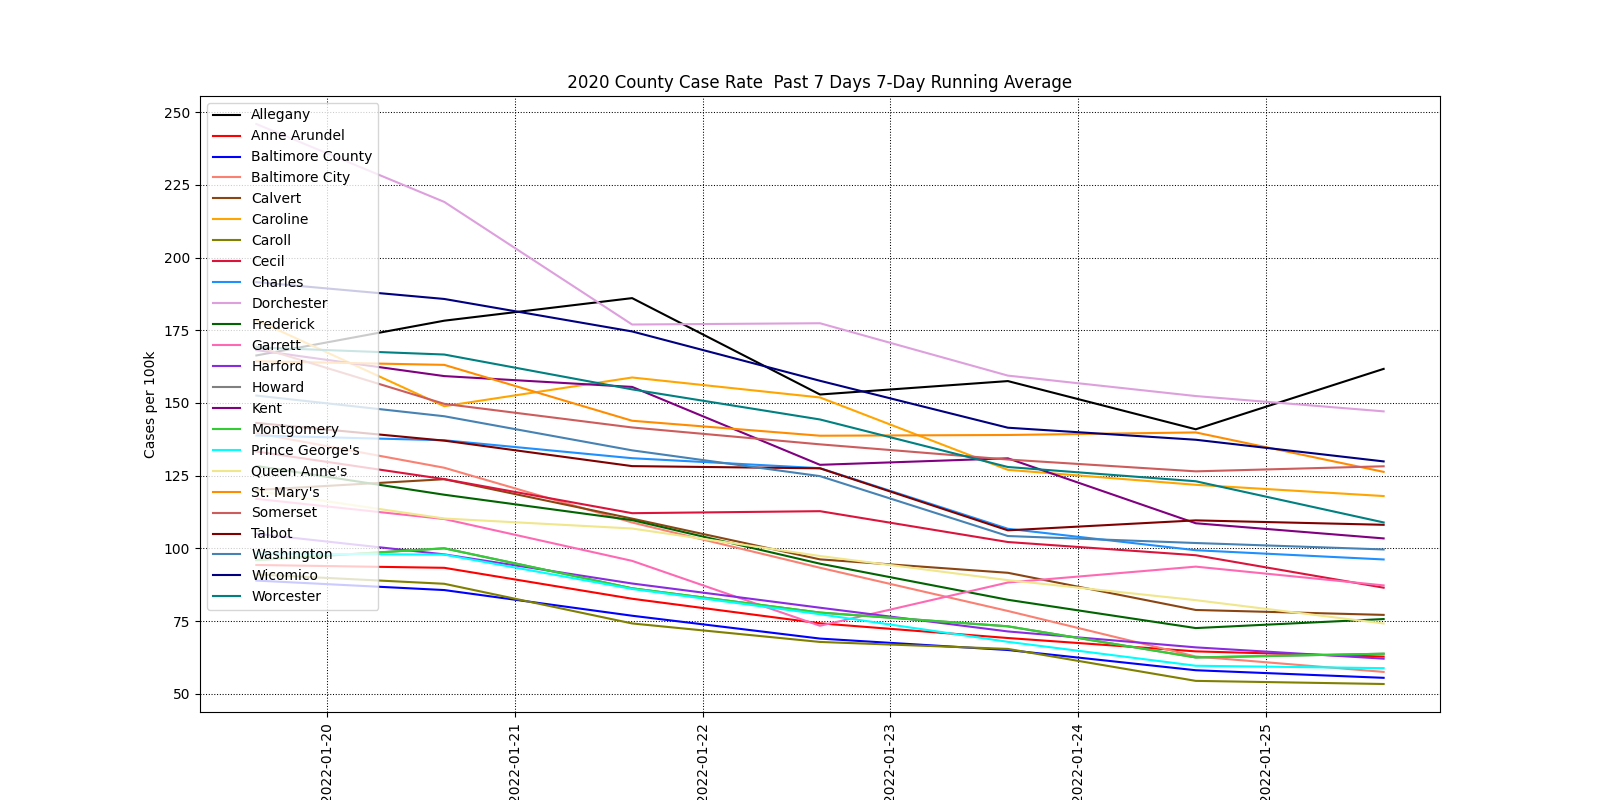 2020 County Case Rate  Past 7 Days 7-Day Running Average
Cases per 100k
250
225
200
175
150
125
100
75
50
Allegany
Anne Arundel
Baltimore County
Baltimore City
Calvert
Caroline
Caroll
Cecil
Charles
Dorchester
Frederick
Garrett
Harford
Howard
Kent
Montgomery
Prince George's
Queen Anne's
St. Mary's
Somerset
Talbot
Washington
Wicomico
Worcester
2022-01-20
2022-01-21
2022-01-22
2022-01-23
2022-01-24
2022-01-25